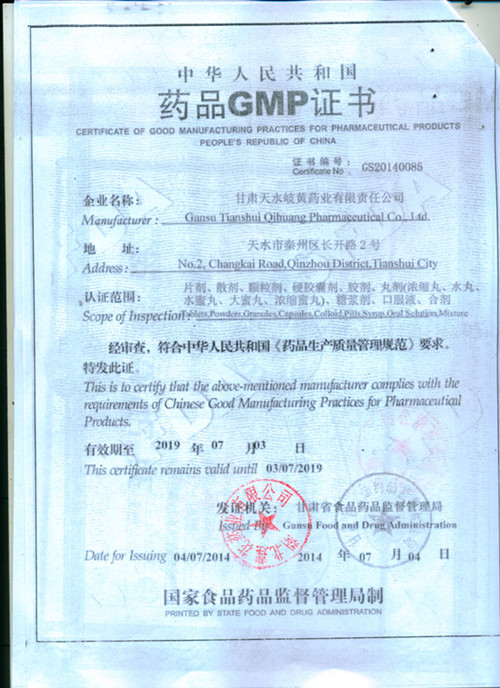 中华人民共和国
药品GMP证书
CERTIFICATE OF GOOD MANUFACTURING PRACTICES FOR PHARMACEUTICAL PRODUCTS
PEOPLE'S REPUBLIC OF CHINA
证书编号:
Certificate No GS20140085
企业名称: 甘肃天水岐黄药业有限责任公司
Manufacturer: Gansu Tianshui Qihuang Pharmaceutical Co., Ltd.
地 址: 天水市秦州区长开路2号
Address: No.2, Changkai Road,Qinzhou District,Tianshui City
认证范围: 片剂、散剂、颗粒剂、硬胶囊剂、胶剂、丸剂(浓缩丸、水丸、
水蜜丸、大蜜丸、浓缩蜜丸)、糖浆剂、口服液、合剂
Scope of Inspection: Tablets,Powders,Granules,Capsules,Colloid,Pills,Syrup,Oral Solution,Mixture
经审查，符合中华人民共和国《药品生产质量管理规范》要求。
特发此证。
This is to certify that the above-mentioned manufacturer complies with the
requirements of Chinese Good Manufacturing Practices for Pharmaceutical
Products.
有效期至 2019 年 07 月 03 日
This certificate remains valid until 03/07/2019
发证机关: 甘肃省食品药品监督管理局
Issued By Gansu Food and Drug Administration
Date for Issuing 04/07/2014 2014 年 07 月 04 日
国家食品药品监督管理局制
PRINTED BY STATE FOOD AND DRUG ADMINISTRATION